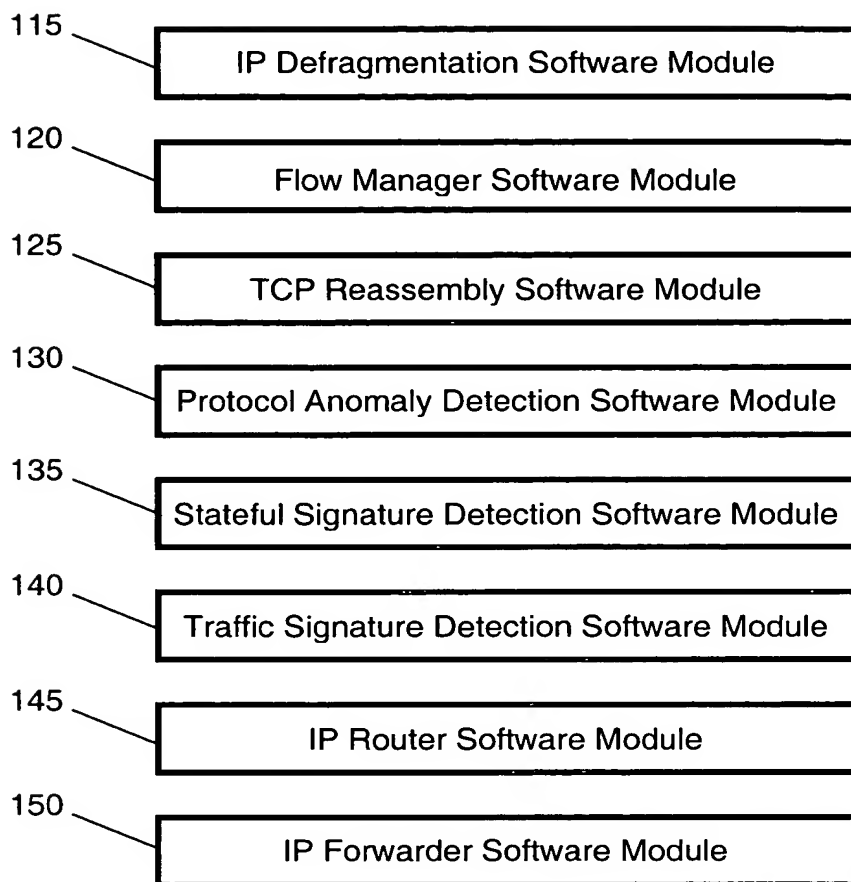 115
IP Defragmentation Software Module
120
Flow Manager Software Module
125
TCP Reassembly Software Module
130
Protocol Anomaly Detection Software Module
135
Stateful Signature Detection Software Module
140
Traffic Signature Detection Software Module
145
IP Router Software Module
150
IP Forwarder Software Module